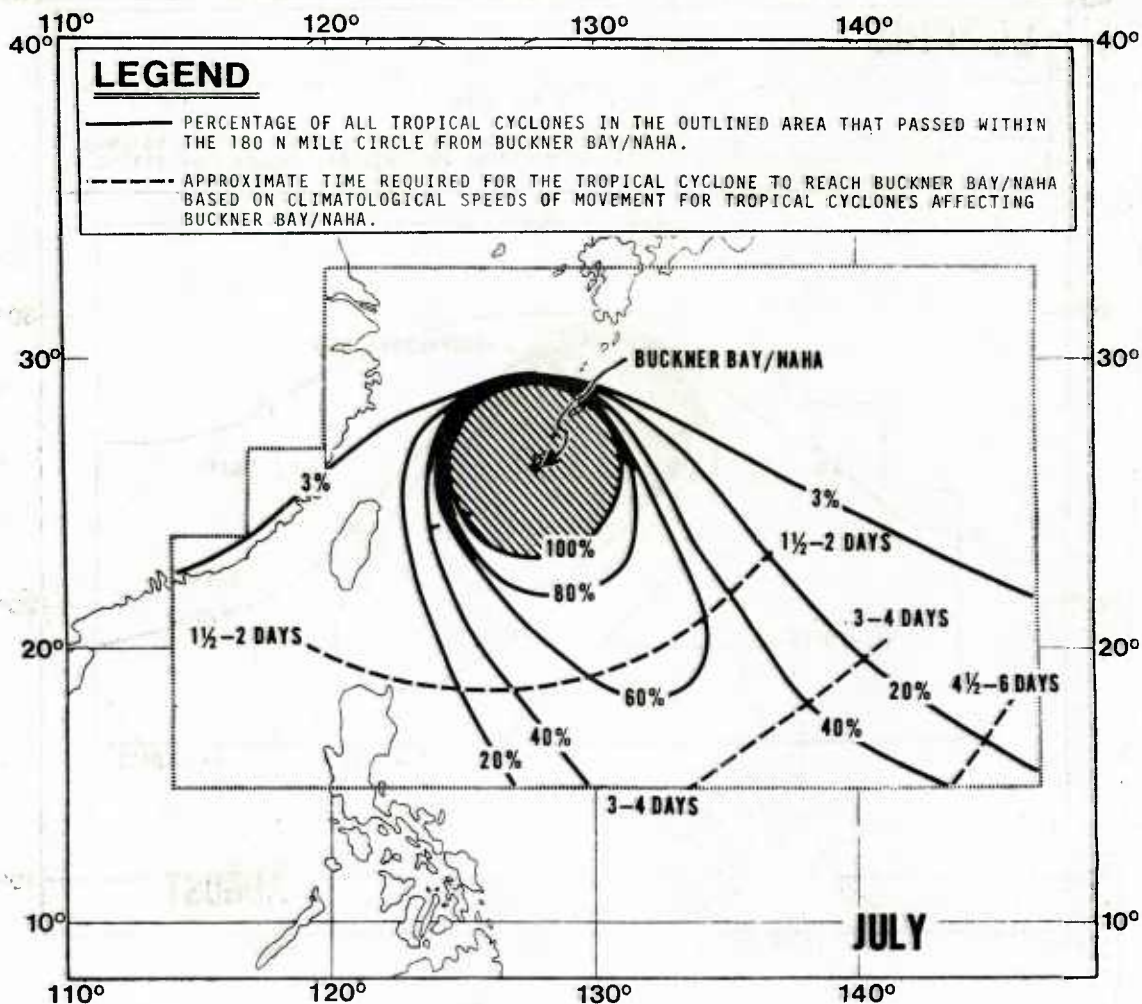 110° 120° 130° 140°
40° 40°
LEGEND
PERCENTAGE OF ALL TROPICAL CYCLONES IN THE OUTLINED AREA THAT PASSED WITHIN
THE 180 N MILE CIRCLE FROM BUCKNER BAY/NAHA.
APPROXIMATE TIME REQUIRED FOR THE TROPICAL CYCLONE TO REACH BUCKNER BAY/NAHA
BASED ON CLIMATOLOGICAL SPEEDS OF MOVEMENT FOR TROPICAL CYCLONES AFFECTING
BUCKNER BAY/NAHA.
30° BUCKNER BAY/NAHA 30°
3% 3%
100% 1½-2 DAYS
80%
1½-2 DAYS 3-4 DAYS
20° 20°
60% 20% 4½-6 DAYS
40% 40%
20%
3-4 DAYS
AUGUST
10° JULY 10°
110° 120° 130° 140°